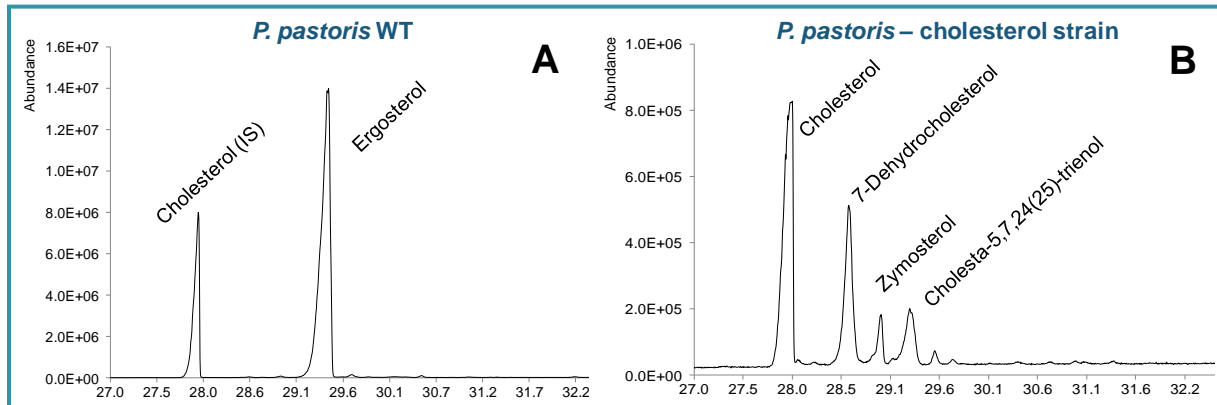 P. pastoris WT
A
Abundance
1.6E+07
1.4E+07
1.2E+07
1.0E+07
8.0E+06
6.0E+06
4.0E+06
2.0E+06
0.0E+00
Cholesterol (IS)
Ergosterol
27.0 27.5 28.0 28.5 29.1 29.6 30.1 30.7 31.2 31.7 32.2
P. pastoris – cholesterol strain
B
Abundance
1.0E+06
8.0E+05
6.0E+05
4.0E+05
2.0E+05
0.0E+00
Cholesterol
7-Dehydrocholesterol
Zymosterol
Cholesta-5,7,24(25)-trienol
27.0 27.5 28.0 28.5 29.1 29.6 30.1 30.6 31.1 31.6 32.2